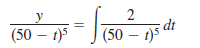 y/(50 – t)⁵ = ∫ 2/(50 – t)⁵ dt